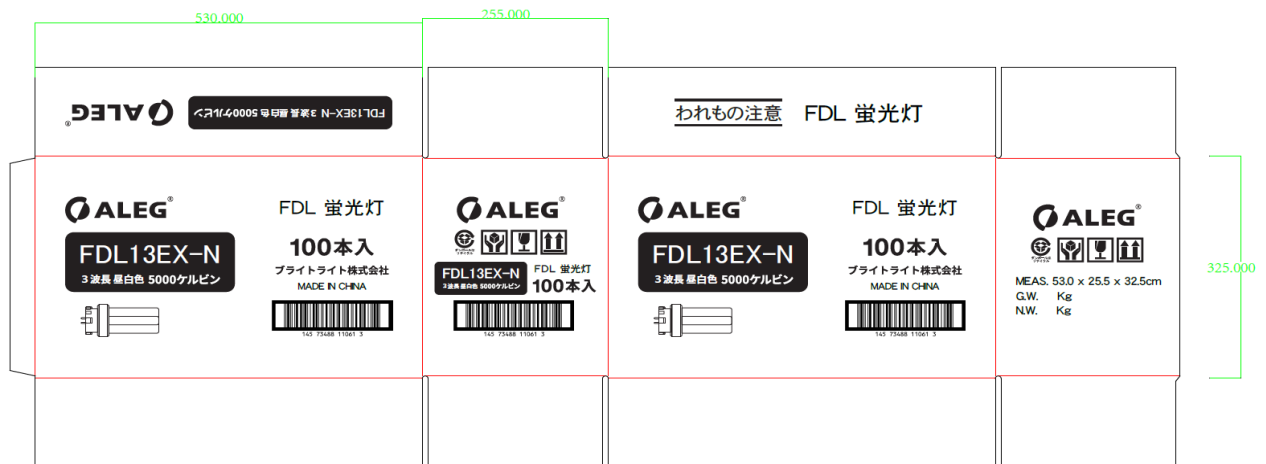 530.000
255.000
ALEG®
FDL13EX-N 3波長 昼白色 5000ケルビン
われもの注意 FDL 蛍光灯
ALEG®
FDL13EX-N
3波長 昼白色 5000ケルビン
FDL 蛍光灯
100本入
ブライトライト株式会社
MADE IN CHINA
145 73488 11061 3
ALEG®
FDL13EX-N
3波長 昼白色 5000ケルビン
FDL 蛍光灯
100本入
145 73488 11061 3
ALEG®
FDL13EX-N
3波長 昼白色 5000ケルビン
FDL 蛍光灯
100本入
ブライトライト株式会社
MADE IN CHINA
145 73488 11061 3
ALEG®
MEAS. 53.0 x 25.5 x 32.5cm
G.W. Kg
N.W. Kg
325.000